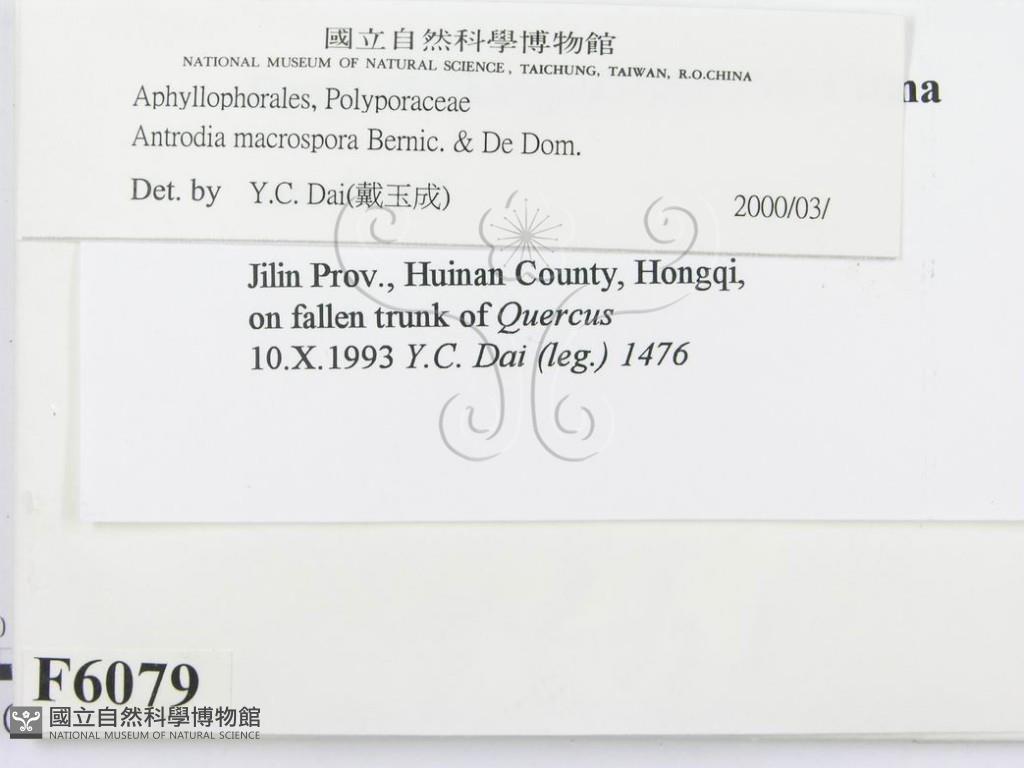 國立自然科學博物館
NATIONAL MUSEUM OF NATURAL SCIENCE, TAICHUNG, TAIWAN, R.O.CHINA
Aphyllophorales, Polyporaceae
Antrodia macrospora Bernic. & De Dom.
Det. by Y.C. Dai(戴玉成) 2000/03/
Jilin Prov., Huinan County, Hongqi,
on fallen trunk of Quercus
10.X.1993 Y.C. Dai (leg.) 1476
F6079
國立自然科學博物館
NATIONAL MUSEUM OF NATURAL SCIENCE